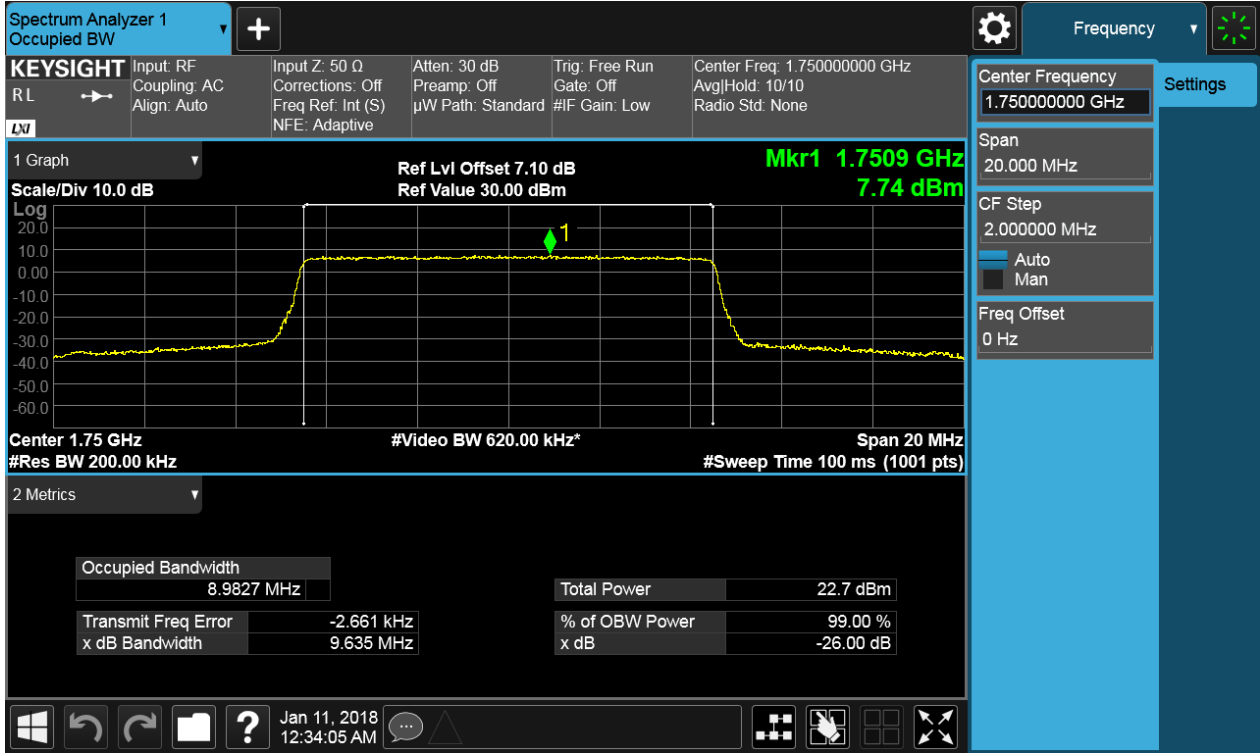 Spectrum Analyzer 1
Occupied BW
+
Frequency
KEYSIGHT
RL
LXI
Input: RF
Coupling: AC
Align: Auto
Input Z: 50 Ω
Corrections: Off
Freq Ref: Int (S)
NFE: Adaptive
Atten: 30 dB
Preamp: Off
µW Path: Standard
Trig: Free Run
Gate: Off
#IF Gain: Low
Center Freq: 1.750000000 GHz
Avg|Hold: 10/10
Radio Std: None
Center Frequency
1.750000000 GHz
Settings
Span
20.000 MHz
CF Step
2.000000 MHz
Auto
Man
Freq Offset
0 Hz
1 Graph
Scale/Div 10.0 dB
Ref Lvl Offset 7.10 dB
Ref Value 30.00 dBm
Mkr1 1.7509 GHz
7.74 dBm
Log
20.0
10.0
0.00
-10.0
-20.0
-30.0
-40.0
-50.0
-60.0
1
Center 1.75 GHz
#Video BW 620.00 kHz*
Span 20 MHz
#Res BW 200.00 kHz
#Sweep Time 100 ms (1001 pts)
2 Metrics
Occupied Bandwidth
8.9827 MHz
Total Power 22.7 dBm
Transmit Freq Error -2.661 kHz
% of OBW Power 99.00 %
x dB Bandwidth 9.635 MHz
x dB -26.00 dB
?
Jan 11, 2018
12:34:05 AM